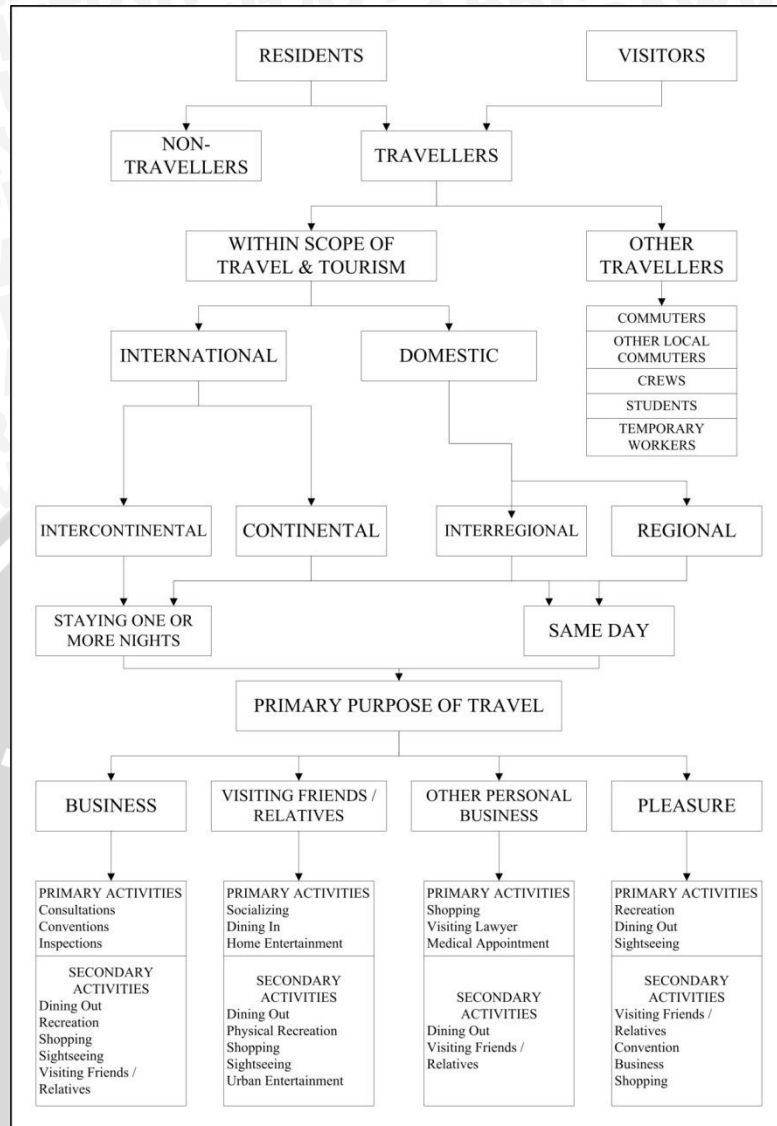 RESIDENTS
VISITORS
NON-
TRAVELLERS
TRAVELLERS
WITHIN SCOPE OF
TRAVEL & TOURISM
OTHER
TRAVELLERS
COMMUTERS
OTHER LOCAL
COMMUTERS
CREWS
STUDENTS
TEMPORARY
WORKERS
INTERNATIONAL
DOMESTIC
INTERCONTINENTAL
CONTINENTAL
INTERREGIONAL
REGIONAL
STAYING ONE OR
MORE NIGHTS
SAME DAY
PRIMARY PURPOSE OF TRAVEL
BUSINESS
VISITING FRIENDS /
RELATIVES
OTHER PERSONAL
BUSINESS
PLEASURE
PRIMARY ACTIVITIES
Consultations
Conventions
Inspections
SECONDARY
ACTIVITIES
Dining Out
Recreation
Shopping
Sightseeing
Visiting Friends /
Relatives
PRIMARY ACTIVITIES
Socializing
Dining In
Home Entertainment
SECONDARY
ACTIVITIES
Dining Out
Physical Recreation
Shopping
Sightseeing
Urban Entertainment
PRIMARY ACTIVITIES
Shopping
Visiting Lawyer
Medical Appointment
SECONDARY
ACTIVITIES
Dining Out
Visiting Friends /
Relatives
PRIMARY ACTIVITIES
Recreation
Dining Out
Sightseeing
SECONDARY
ACTIVITIES
Visiting Friends /
Relatives
Convention
Business
Shopping